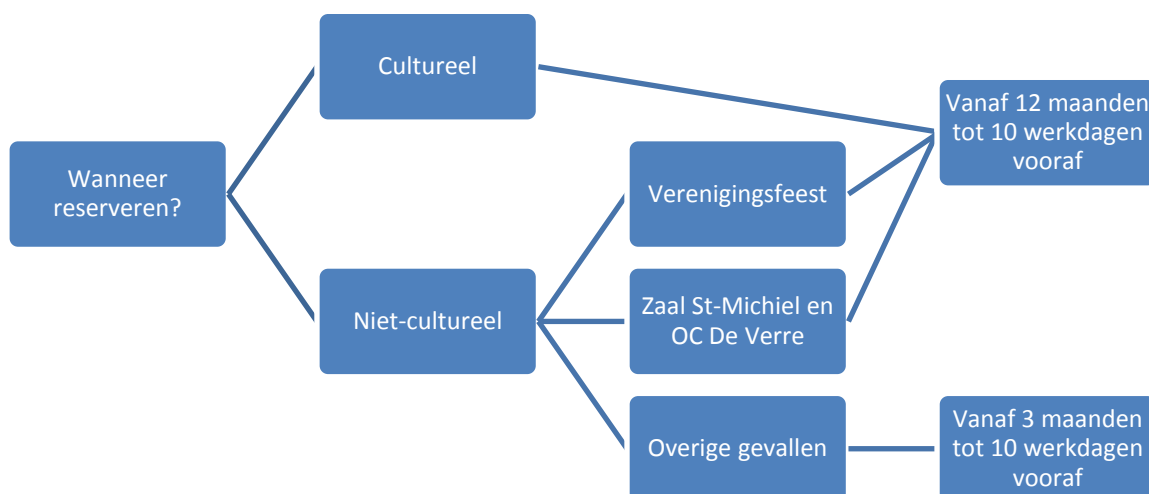 Wanneer
reserveren?
Cultureel
Niet-cultureel
Verenigingsfeest
Zaal St-Michiel en
OC De Verre
Overige gevallen
Vanaf 12 maanden
tot 10 werkdagen
vooraf
Vanaf 3 maanden
tot 10 werkdagen
vooraf